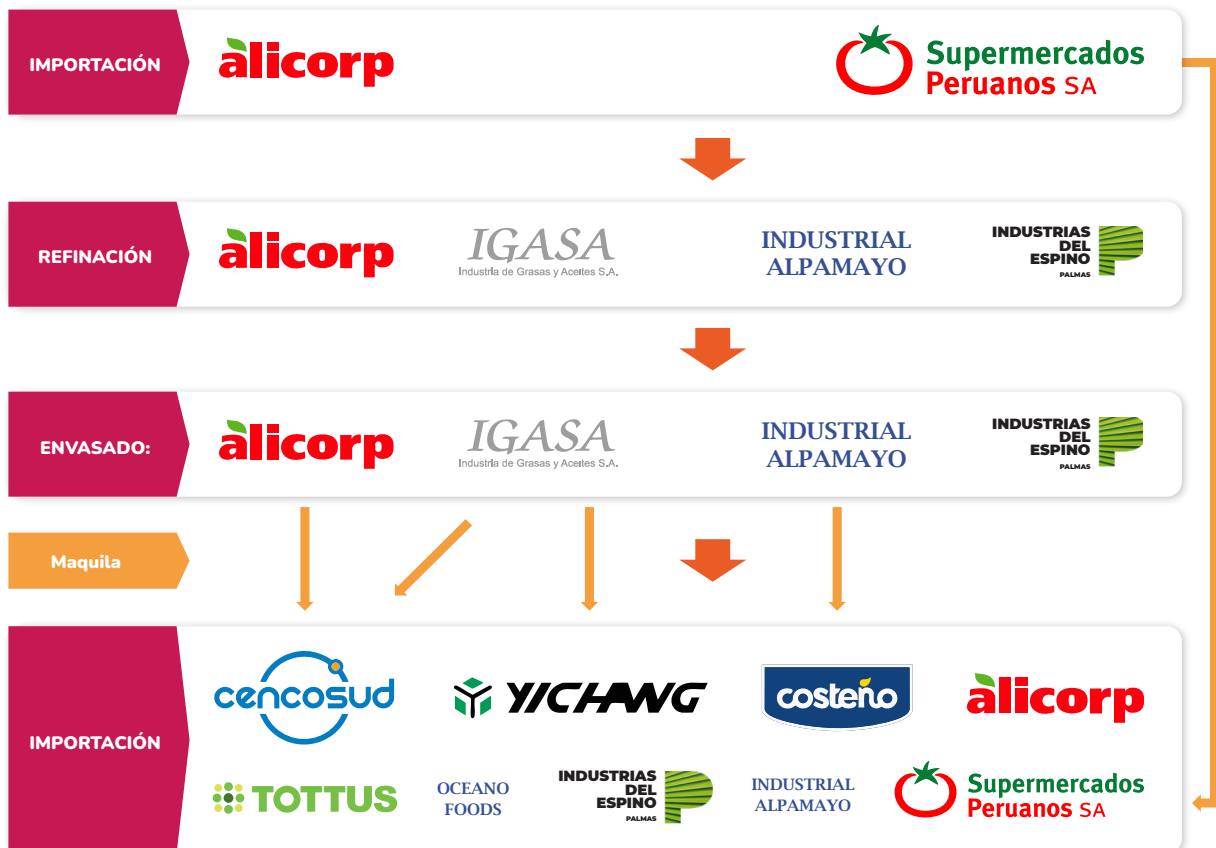 IMPORTACIÓN
alicorp
Supermercados
Peruanos SA
REFINACIÓN
alicorp
IGASA
Industria de Grasas y Aceites S.A.
INDUSTRIAL
ALPAMAYO
INDUSTRIAS
DEL
ESPINO
PALMAS
ENVASADO:
alicorp
IGASA
Industria de Grasas y Aceites S.A.
INDUSTRIAL
ALPAMAYO
INDUSTRIAS
DEL
ESPINO
PALMAS
Maquila
IMPORTACIÓN
cencosud
YICHANG
costeño
alicorp
TOTTUS
OCEANO
FOODS
INDUSTRIAS
DEL
ESPINO
PALMAS
INDUSTRIAL
ALPAMAYO
Supermercados
Peruanos SA